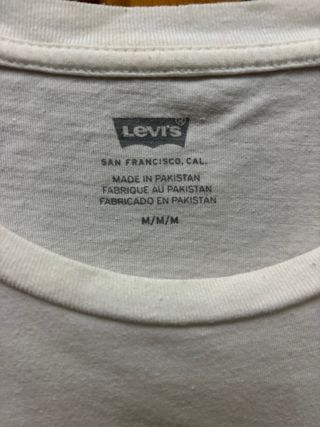 Levi's®
SAN FRANCISCO, CAL.
MADE IN PAKISTAN
FABRIQUE AU PAKISTAN
FABRICADO EN PAKISTAN
M/M/M